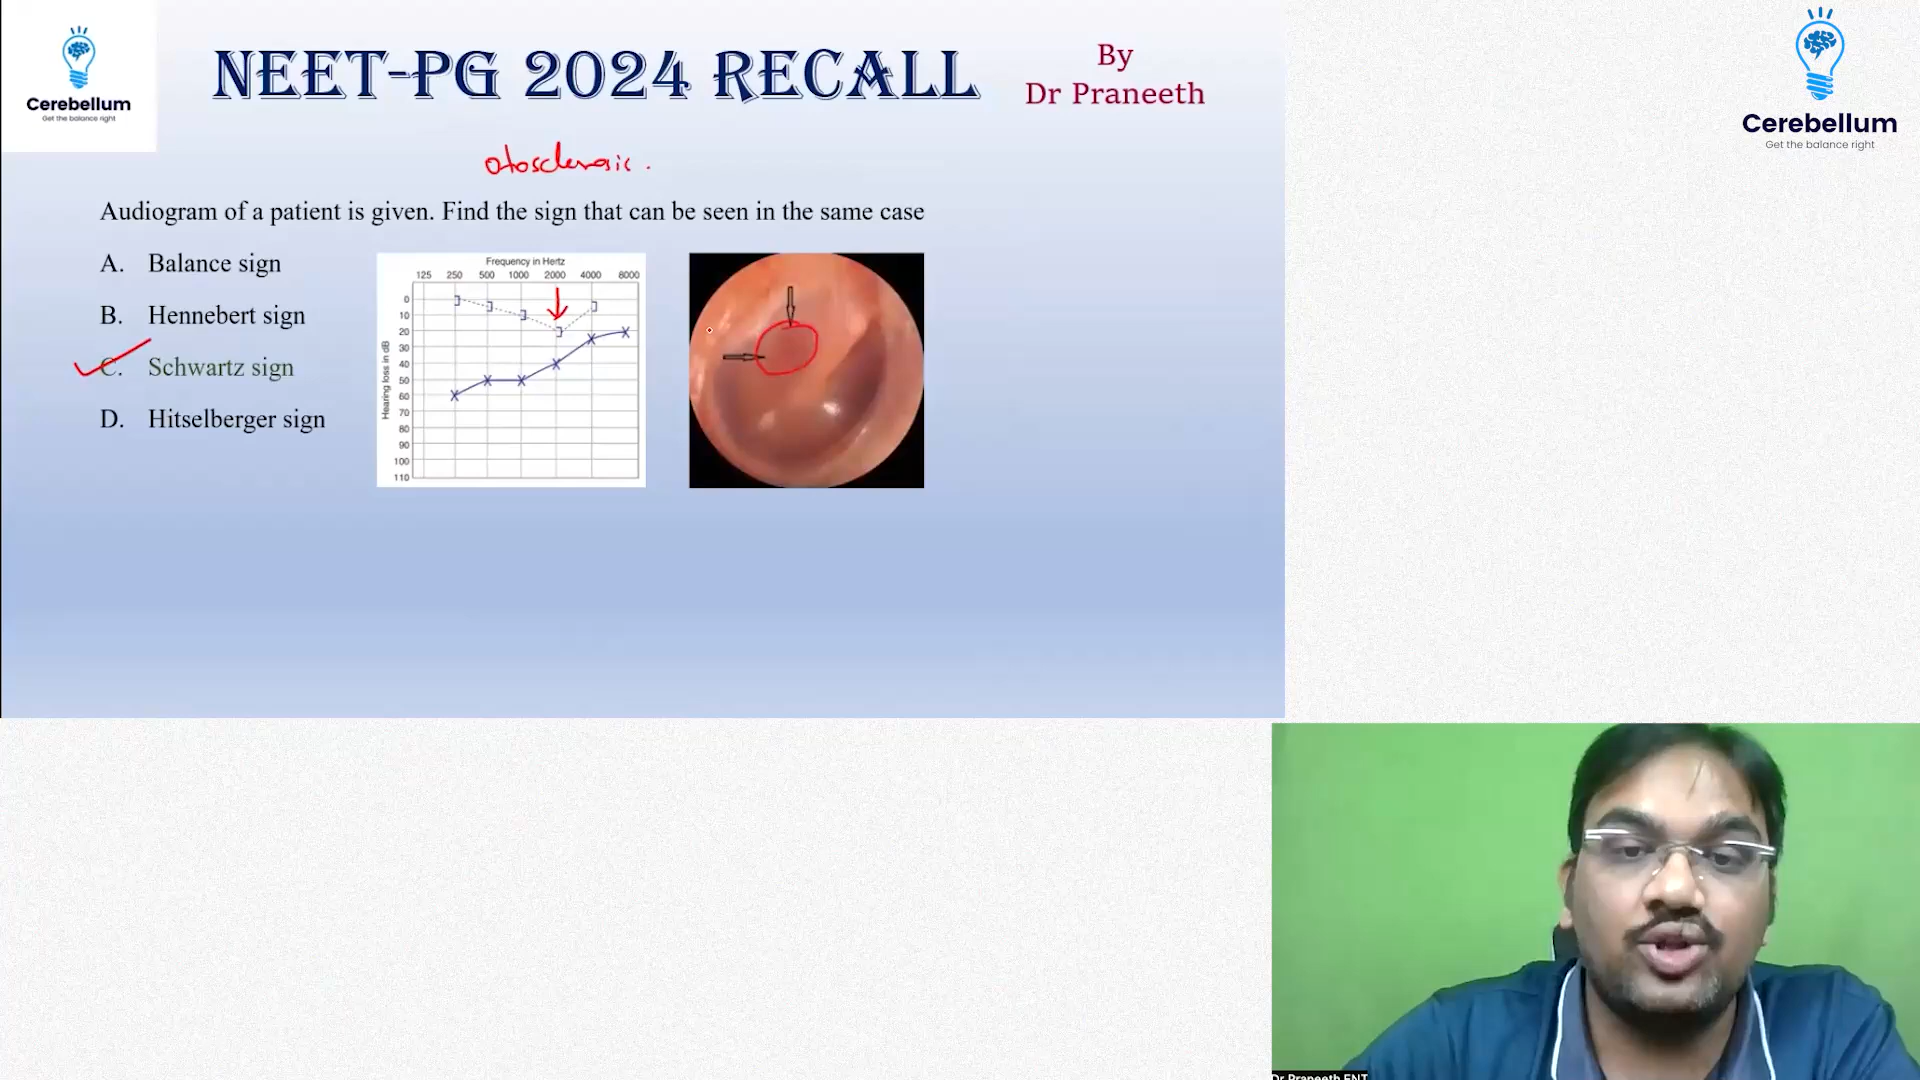 Cerebellum
Get the balance right
NEET-PG 2024 RECALL
By
Dr Praneeth
Cerebellum
Get the balance right
otosclerosis.
Audiogram of a patient is given. Find the sign that can be seen in the same case
A. Balance sign
B. Hennebert sign
C. Schwartz sign
D. Hitselberger sign
Frequency in Hertz
125 250 500 1000 2000 4000 8000
Hearing loss in dB
0
10
20
30
40
50
60
70
80
90
100
110
Dr Praneeth ENT